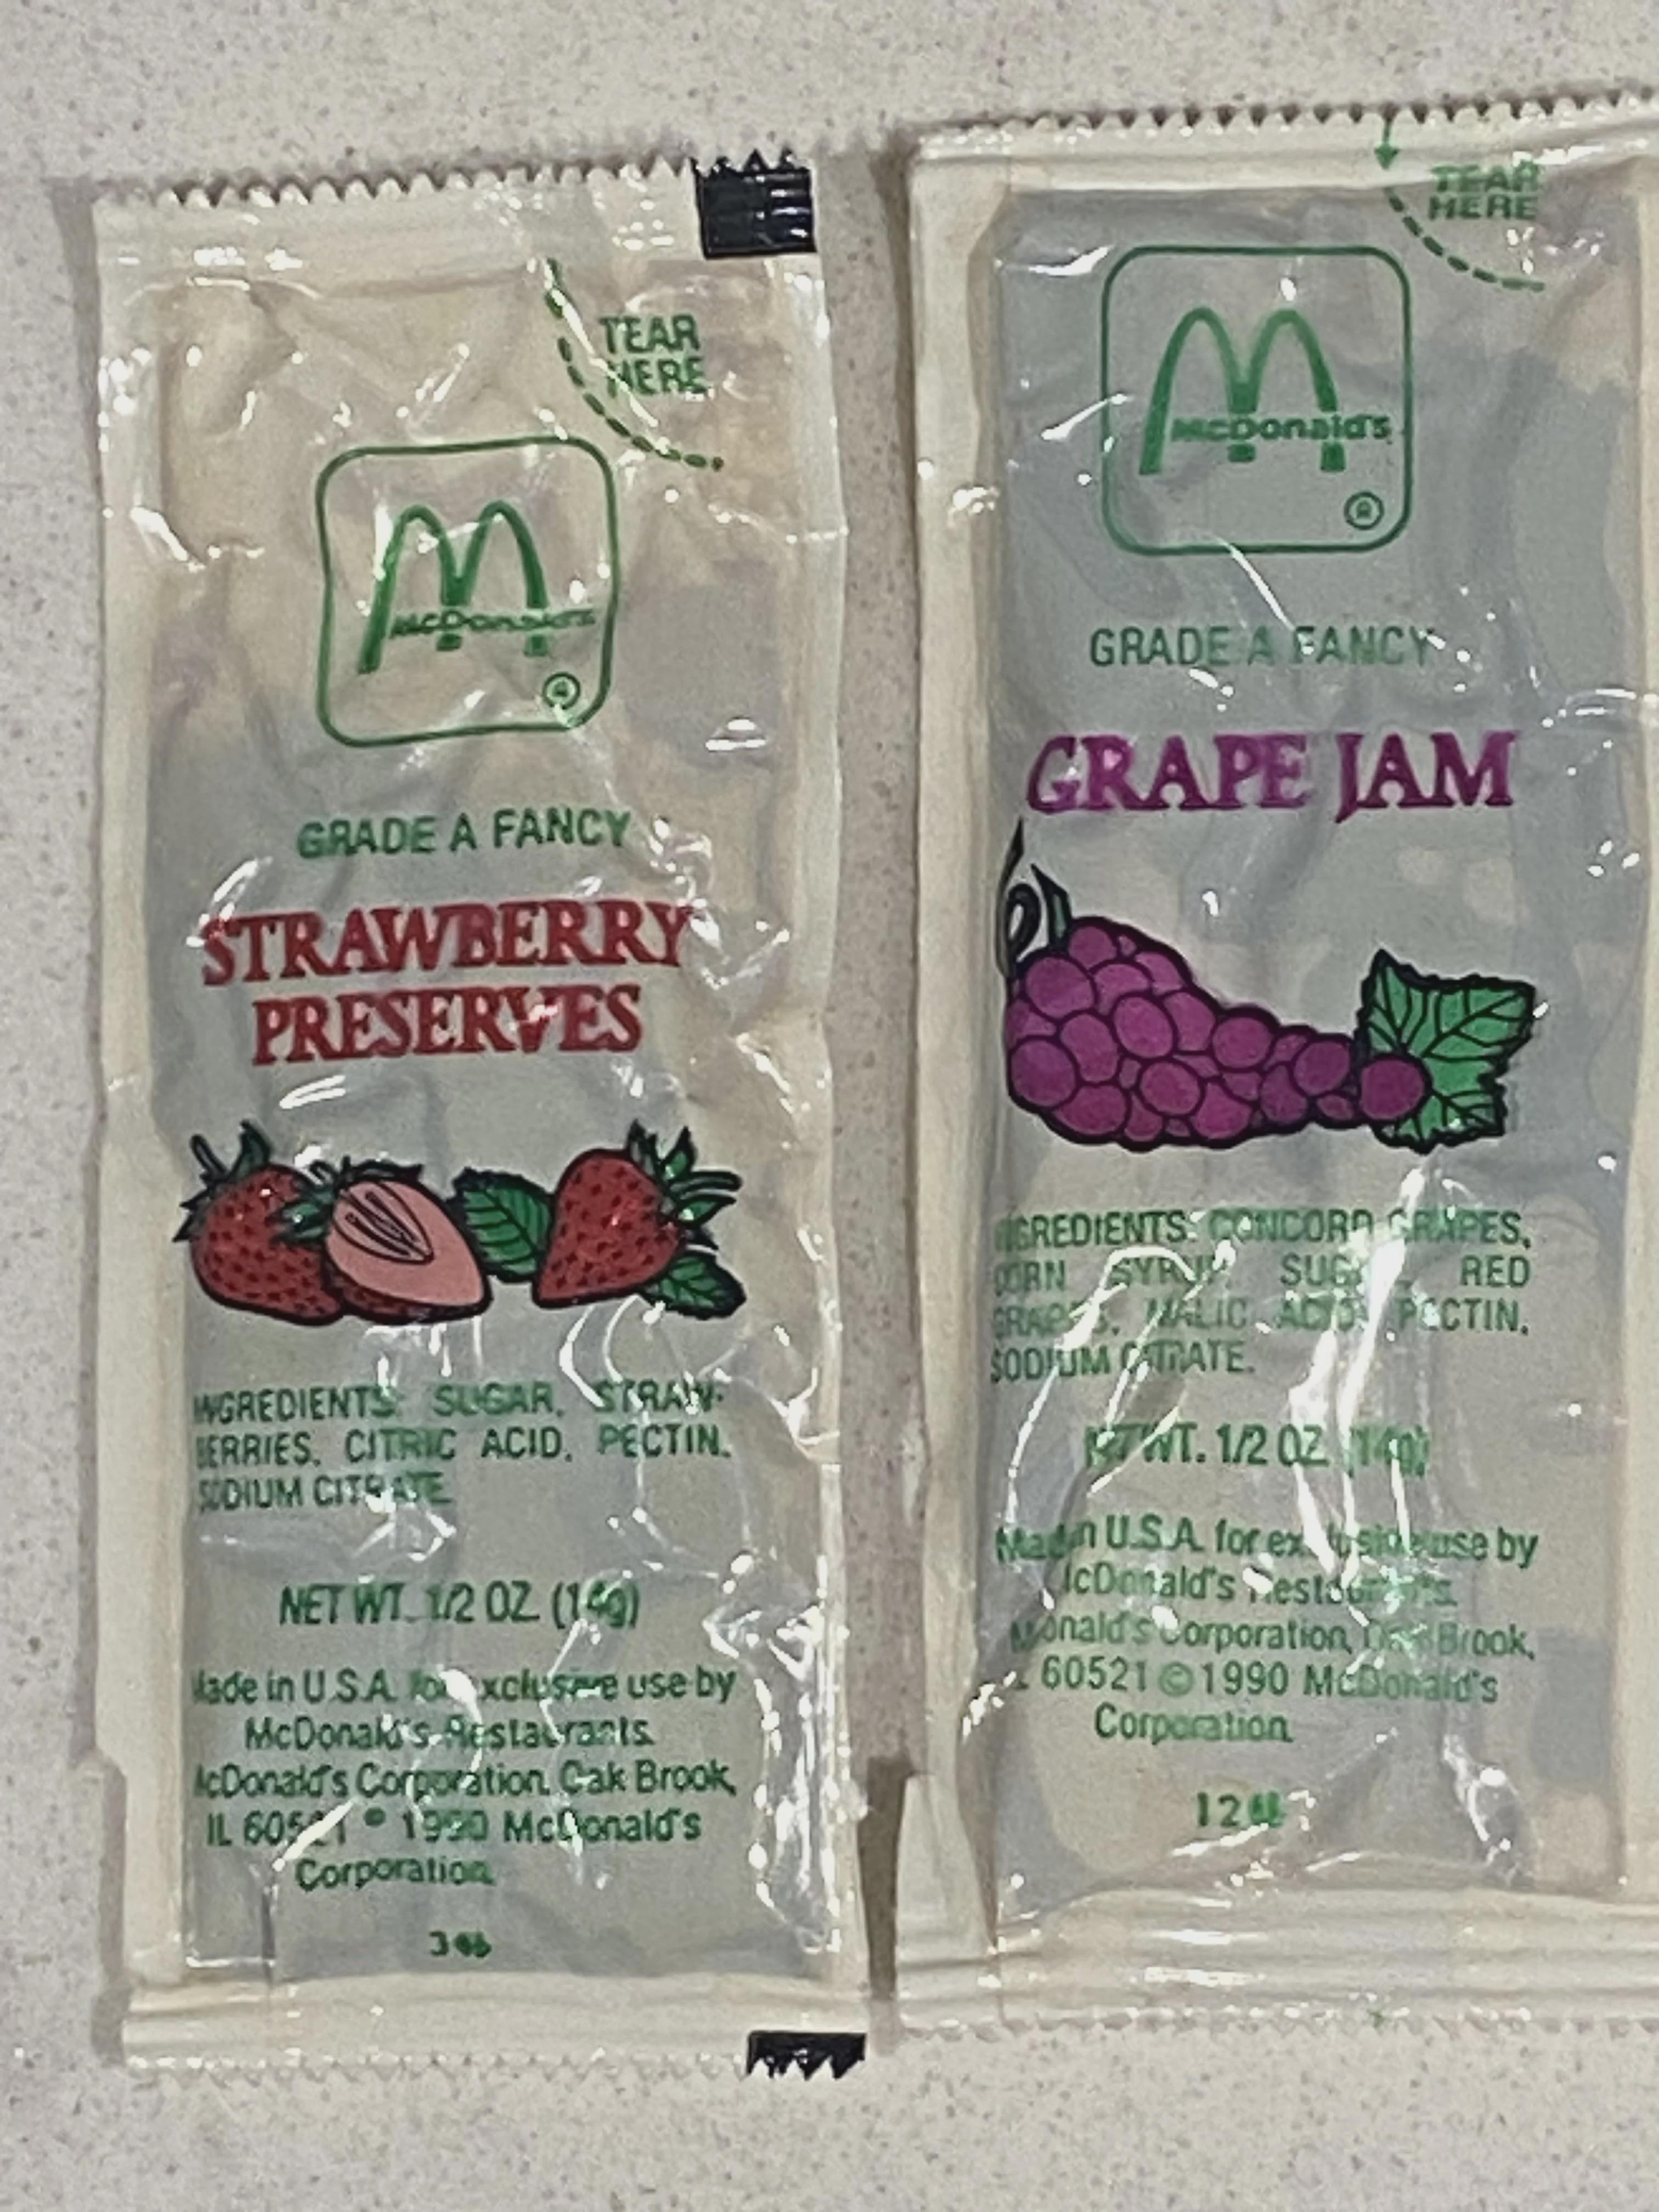 TEAR
HERE
McDonald's
®
GRADE A FANCY
STRAWBERRY
PRESERVES
INGREDIENTS: SUGAR, STRAW-
BERRIES, CITRIC ACID, PECTIN,
SODIUM CITRATE.
NET WT. 1/2 OZ. (14g)
Made in U.S.A. for exclusive use by
McDonald's Restaurants.
McDonald's Corporation, Oak Brook,
IL 60521 © 1990 McDonald's
Corporation.
TEAR
HERE
McDonald's
®
GRADE A FANCY
GRAPE JAM
INGREDIENTS: CONCORD GRAPES,
CORN SYRUP, SUGAR, RED
GRAPES, MALIC ACID, PECTIN,
SODIUM CITRATE.
NET WT. 1/2 OZ. (14g)
Made in U.S.A. for exclusive use by
McDonald's Restaurants.
McDonald's Corporation, Oak Brook,
IL 60521 © 1990 McDonald's
Corporation.